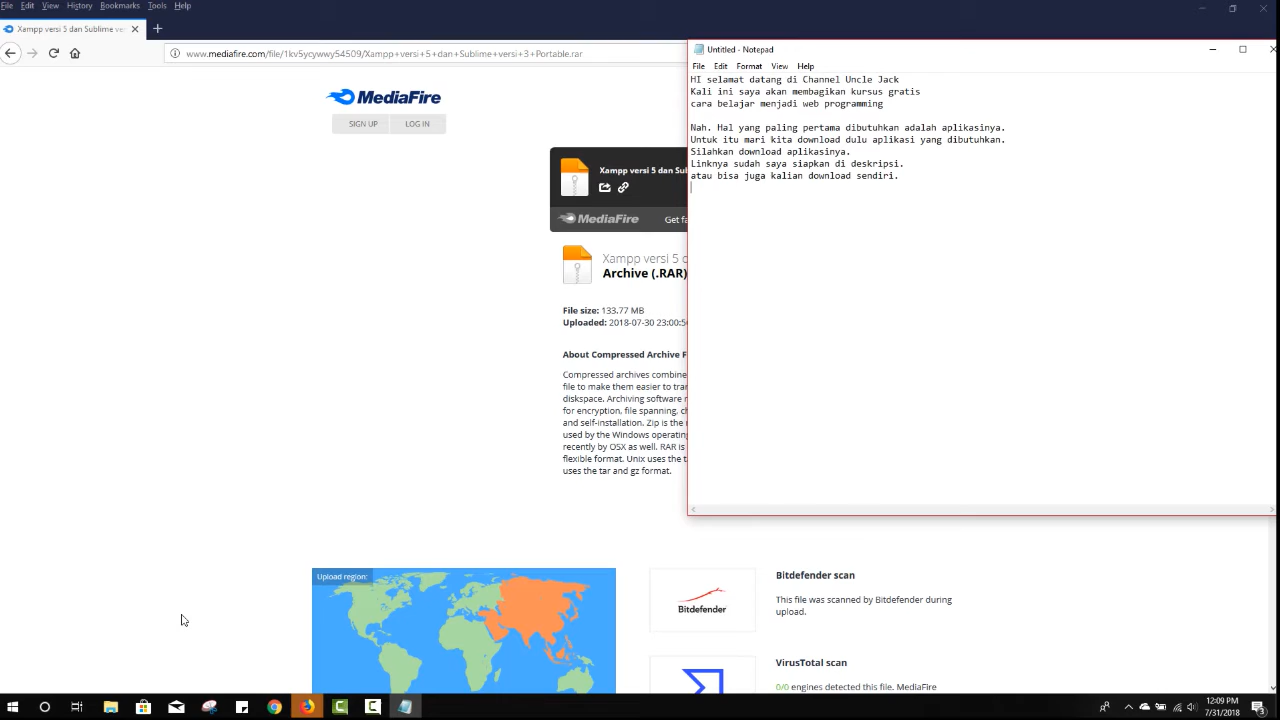 File Edit View History Bookmarks Tools Help
Xampp versi 5 dan Sublime vers
www.mediafire.com/file/1kv5ycywwy54509/Xampp+versi+5+dan+Sublime+versi+3+Portable.rar
MediaFire
SIGN UP LOG IN
Xampp versi 5 dan Su
MediaFire Get fa
Xampp versi 5 d
Archive (.RAR)
File size: 133.77 MB
Uploaded: 2018-07-30 23:00:5
About Compressed Archive F
Compressed archives combine
file to make them easier to tra
diskspace. Archiving software
for encryption, file spanning, c
and self-installation. Zip is the
used by the Windows operating
recently by OSX as well. RAR is
flexible format. Unix uses the
uses the tar and gz format.
Upload region:
Bitdefender
Bitdefender scan
This file was scanned by Bitdefender during
upload.
VirusTotal scan
0/0 engines detected this file. MediaFire
Untitled - Notepad
File Edit Format View Help
HI selamat datang di Channel Uncle Jack
Kali ini saya akan membagikan kursus gratis
cara belajar menjadi web programming
Nah. Hal yang paling pertama dibutuhkan adalah aplikasinya.
Untuk itu mari kita download dulu aplikasi yang dibutuhkan.
Silahkan download aplikasinya.
Linknya sudah saya siapkan di deskripsi.
atau bisa juga kalian download sendiri.
12:09 PM
7/31/2018
3